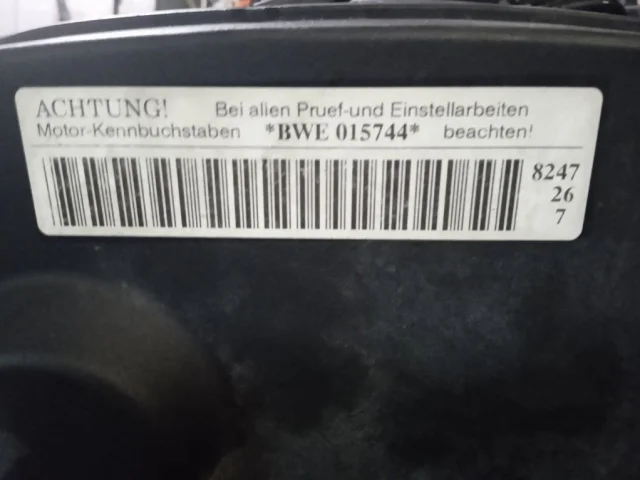 ACHTUNG! Bei allen Pruef-und Einstellarbeiten
Motor-Kennbuchstaben *BWE 015744* beachten!
8247
26
7